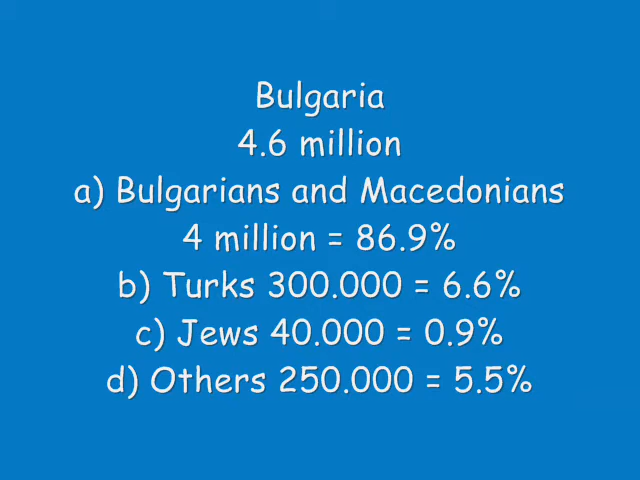 Bulgaria
4.6 million
a) Bulgarians and Macedonians
4 million = 86.9%
b) Turks 300.000 = 6.6%
c) Jews 40.000 = 0.9%
d) Others 250.000 = 5.5%